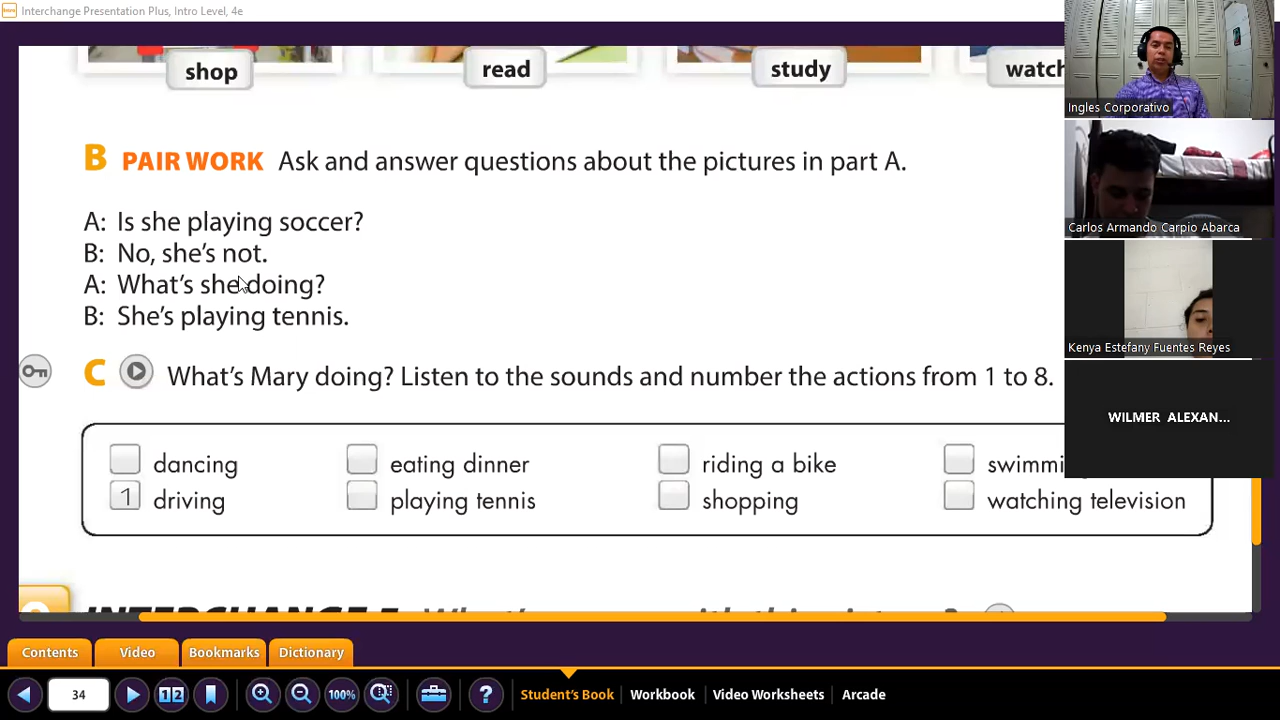 Intro Interchange Presentation Plus, Intro Level, 4e
shop read study watch
B PAIR WORK Ask and answer questions about the pictures in part A.
A: Is she playing soccer?
B: No, she's not.
A: What's she doing?
B: She's playing tennis.
C What's Mary doing? Listen to the sounds and number the actions from 1 to 8.
dancing eating dinner riding a bike swimmi
1 driving playing tennis shopping watching television
Ingles Corporativo
Carlos Armando Carpio Abarca
Kenya Estefany Fuentes Reyes
WILMER ALEXAN...
Contents Video Bookmarks Dictionary
34 1 2 100% ? Student's Book Workbook Video Worksheets Arcade